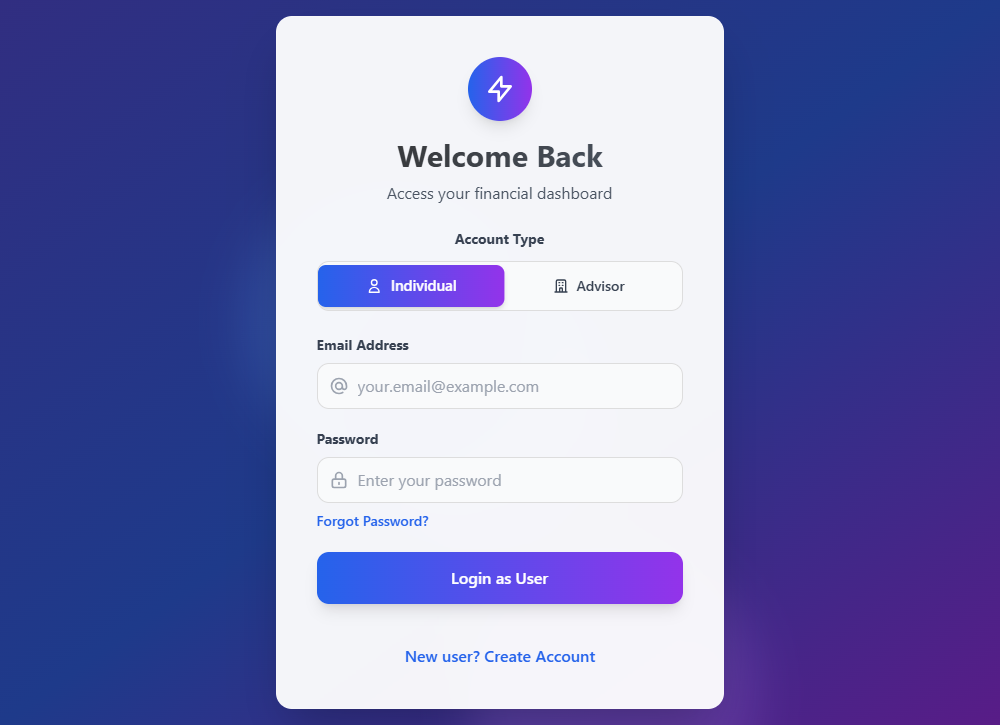 Welcome Back
Access your financial dashboard
Account Type
Individual
Advisor
Email Address
your.email@example.com
Password
Enter your password
Forgot Password?
Login as User
New user? Create Account